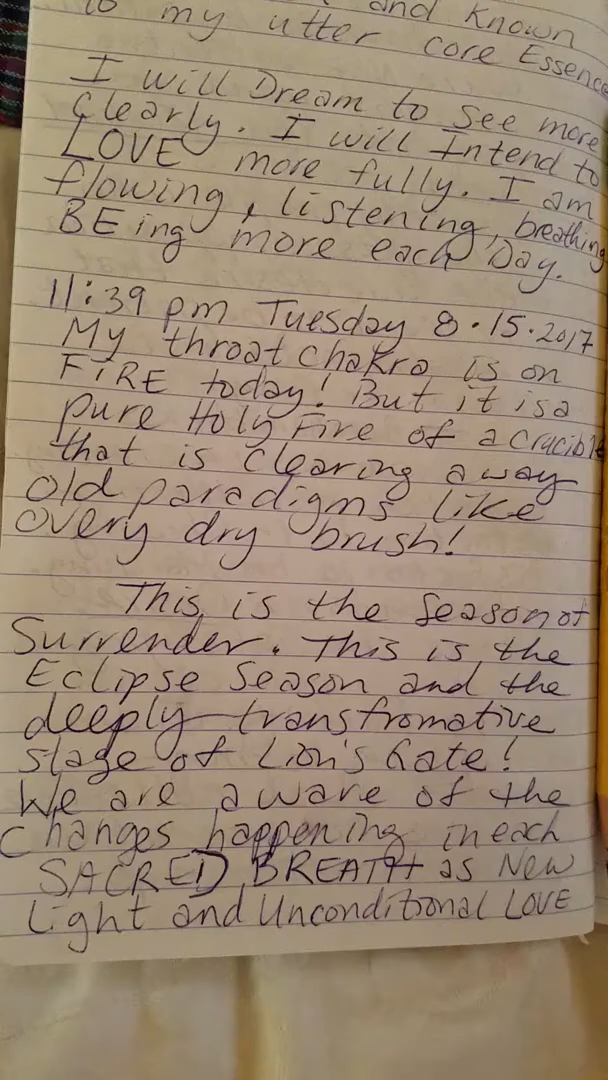 to my utter and Known
core Essence
I will Dream to see more
Clearly. I will Intend to
LOVE more fully. I am
flowing, listening, breathing
BEing more each Day.
11:39 pm Tuesday 8.15.2017
My throat chakra is on
FIRE today! But it is a
pure Holy Fire of a crucible
that is clearing away
old paradigms like
overy dry brush!
This is the Season of
Surrender. This is the
Eclipse Season and the
deeply transfromative
stage of Lion's Gate!
We are aware of the
Changes happening in each
SACRED BREATH as New
Light and Unconditional LOVE